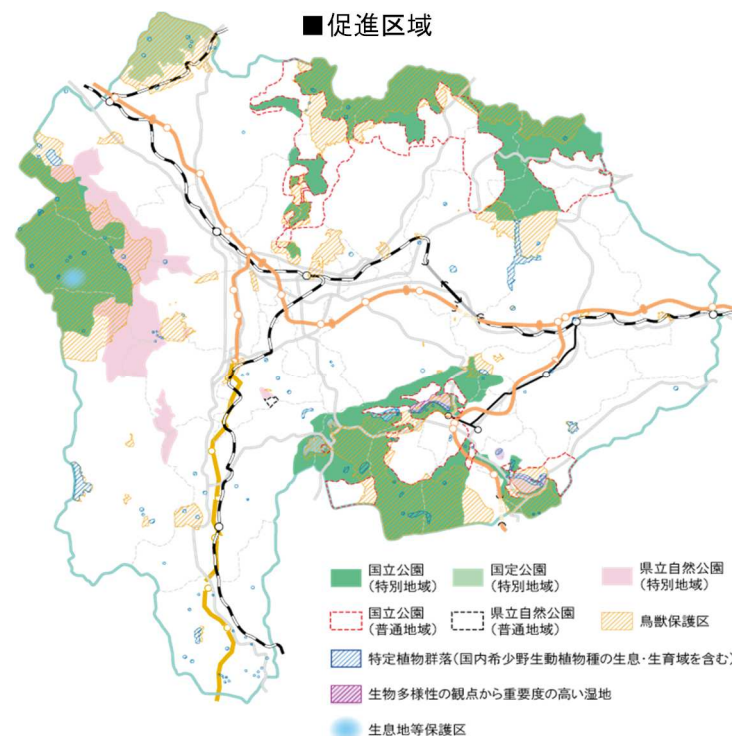 ■促進区域
国立公園
(特別地域)
国定公園
(特別地域)
県立自然公園
(特別地域)
国立公園
(普通地域)
県立自然公園
(普通地域)
鳥獣保護区
特定植物群落(国内希少野生動植物種の生息・生育域を含む)
生物多様性の観点から重要度の高い湿地
生息地等保護区